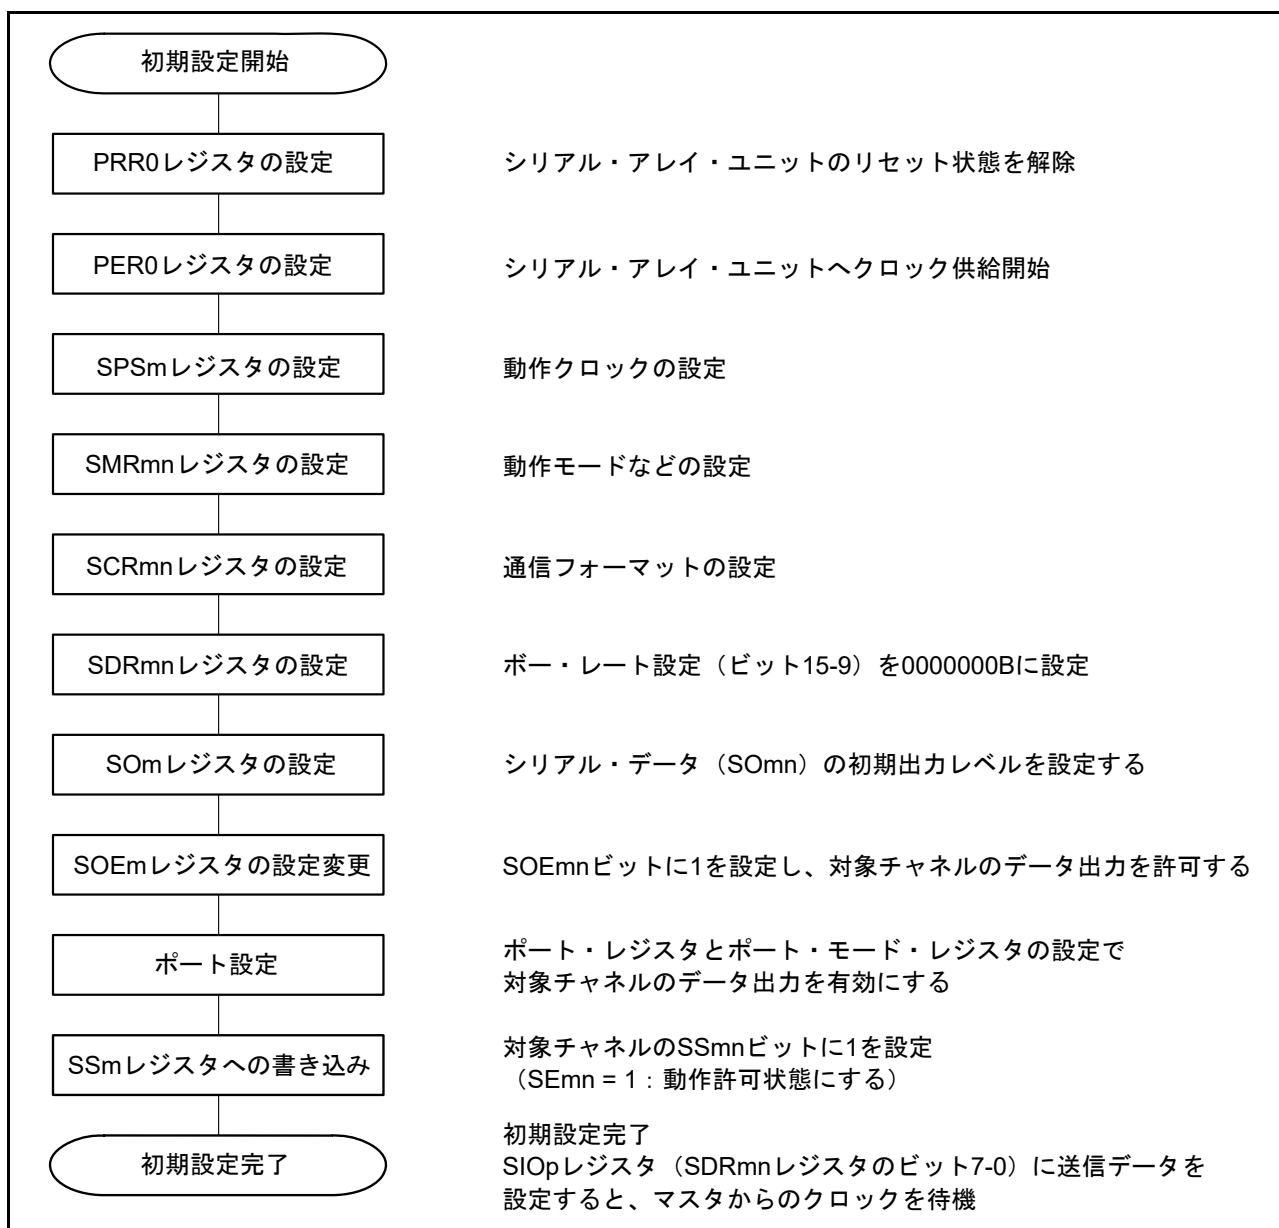 初期設定開始
PRR0レジスタの設定
シリアル・アレイ・ユニットのリセット状態を解除
PER0レジスタの設定
シリアル・アレイ・ユニットへクロック供給開始
SPSmレジスタの設定
動作クロックの設定
SMRmnレジスタの設定
動作モードなどの設定
SCRmnレジスタの設定
通信フォーマットの設定
SDRmnレジスタの設定
ボー・レート設定（ビット15-9）を0000000Bに設定
SOmレジスタの設定
シリアル・データ（SOmn）の初期出力レベルを設定する
SOEmレジスタの設定変更
SOEmnビットに1を設定し、対象チャネルのデータ出力を許可する
ポート設定
ポート・レジスタとポート・モード・レジスタの設定で
対象チャネルのデータ出力を有効にする
SSmレジスタへの書き込み
対象チャネルのSSmnビットに1を設定
（SEmn = 1：動作許可状態にする）
初期設定完了
初期設定完了
SIOpレジスタ（SDRmnレジスタのビット7-0）に送信データを
設定すると、マスタからのクロックを待機